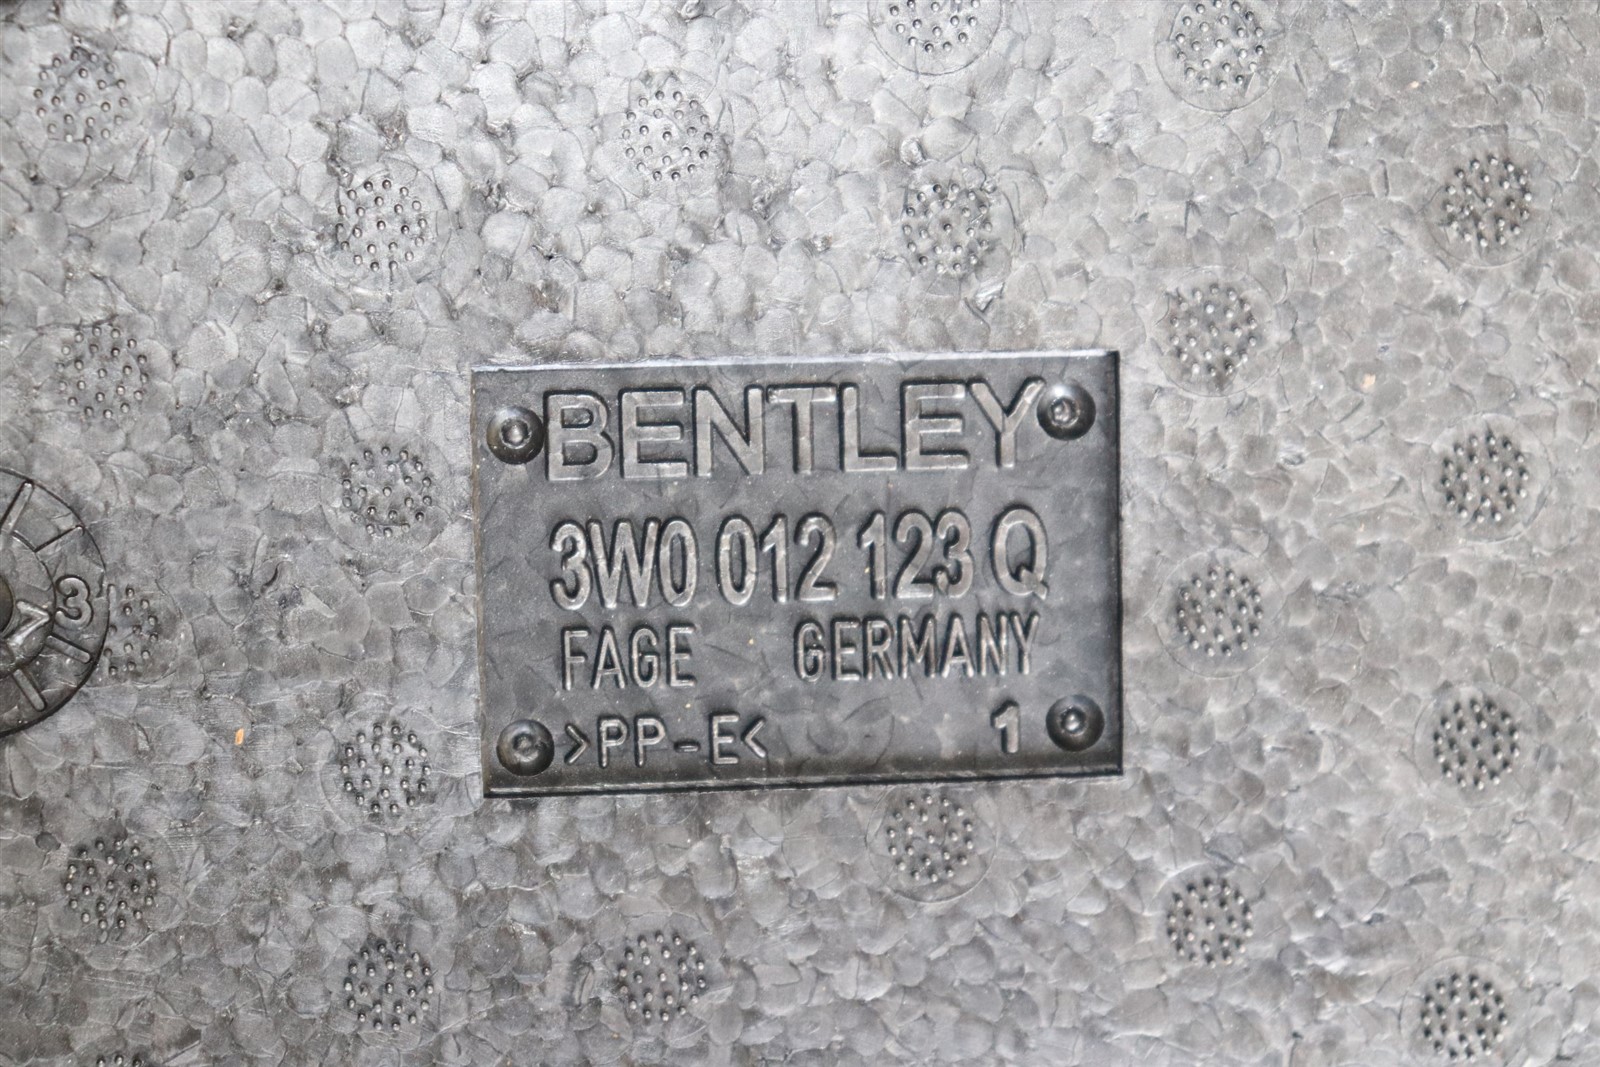 BENTLEY
3W0 012 123 Q
FAGE GERMANY
>PP-E< 1
3